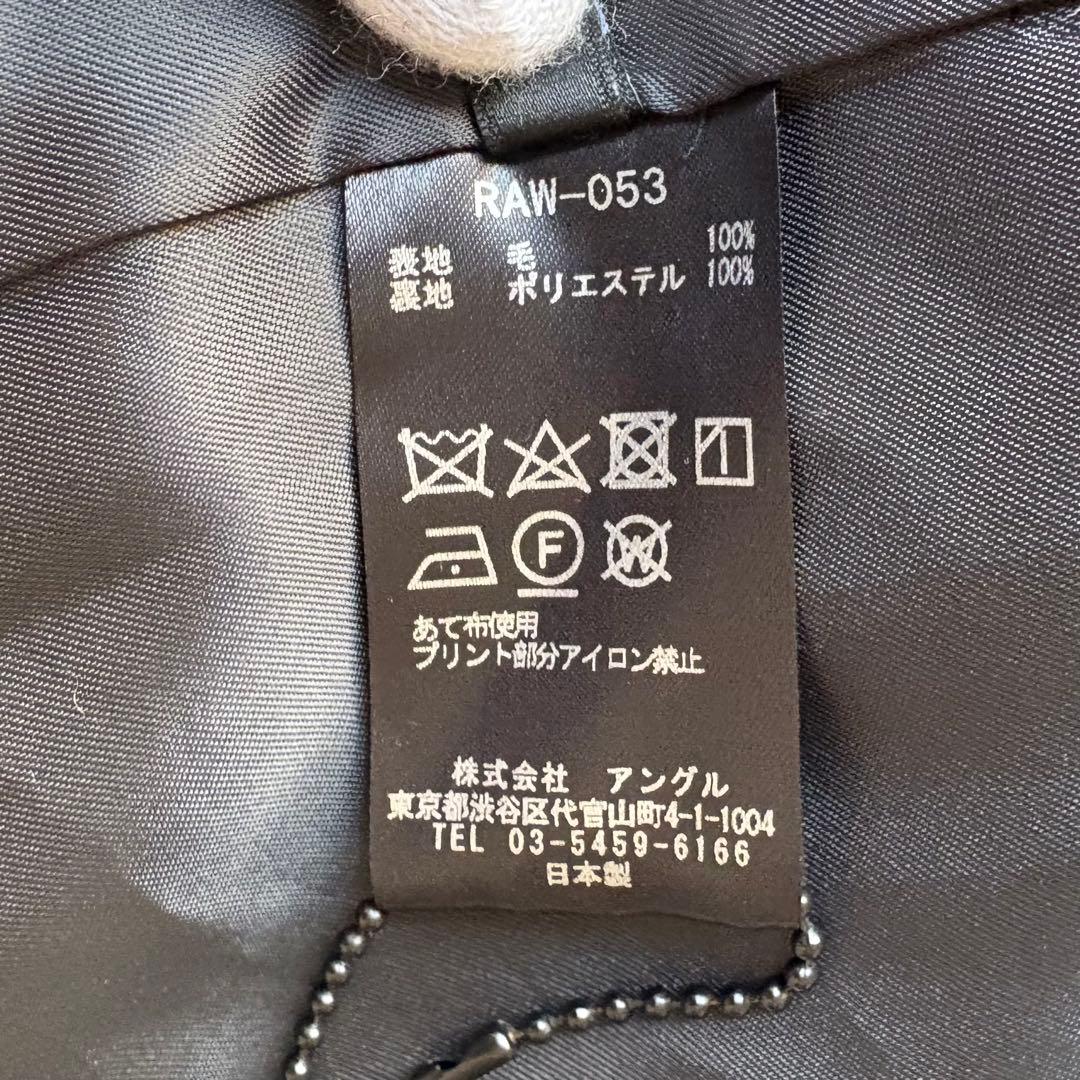 RAW-053
表地 毛 100%
裏地 ポリエステル 100%
F
W
あて布使用
プリント部分アイロン禁止
株式会社 アングル
東京都渋谷区代官山町4-1-1004
TEL 03-5459-6166
日本製